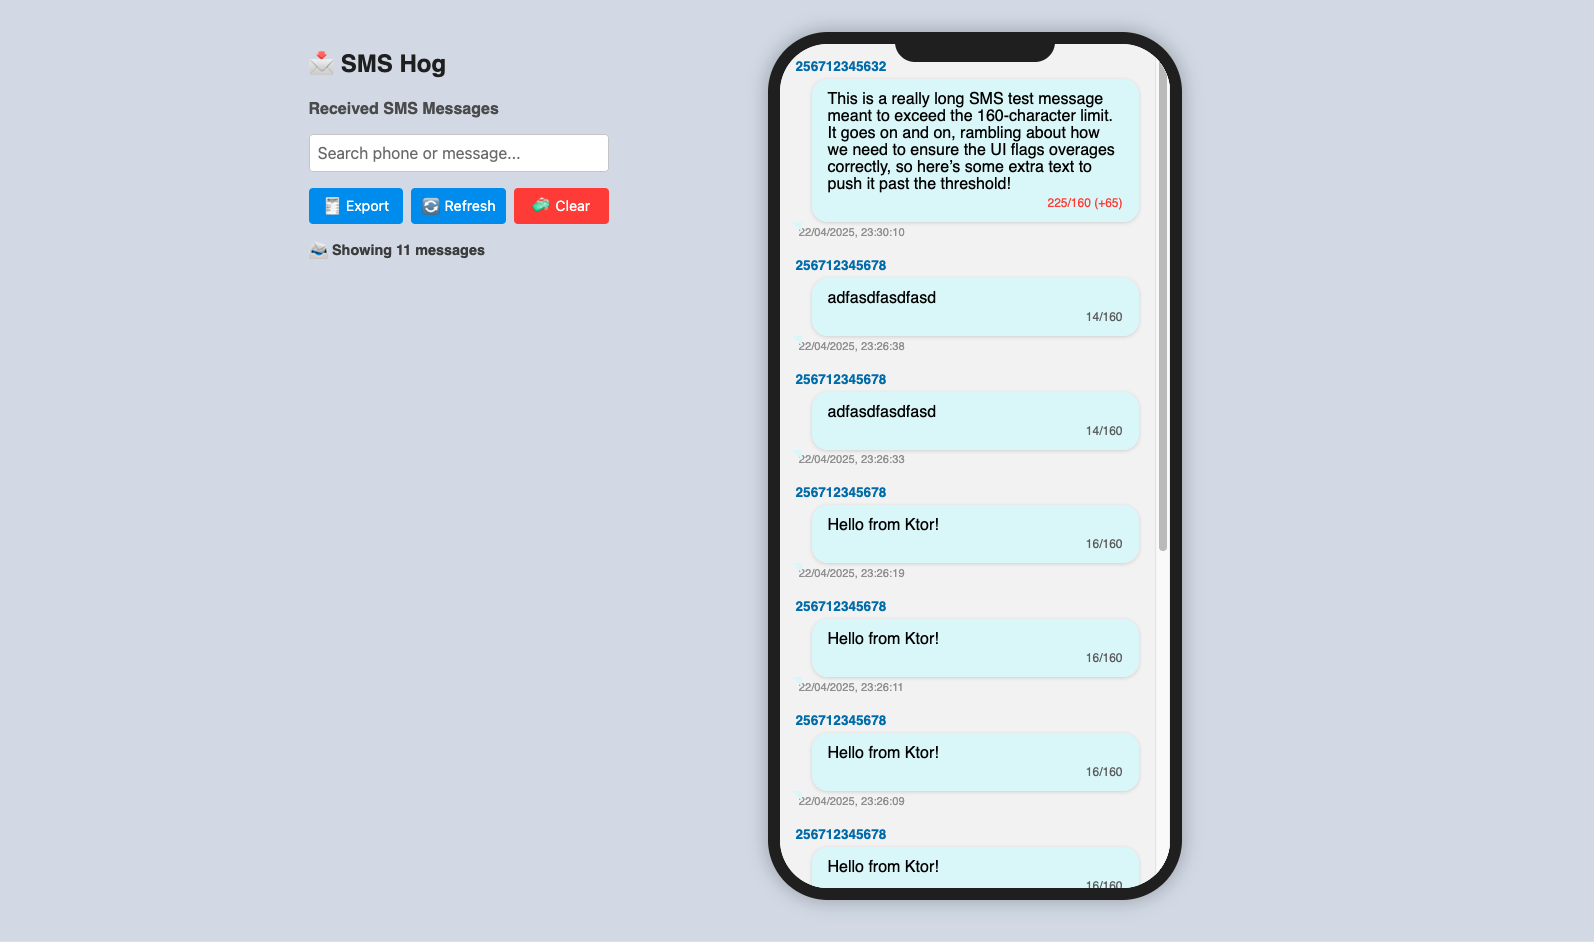 📩 SMS Hog
Received SMS Messages
Search phone or message...
🧾 Export
🔄 Refresh
🧼 Clear
📨 Showing 11 messages
256712345632
This is a really long SMS test message
meant to exceed the 160-character limit.
It goes on and on, rambling about how
we need to ensure the UI flags overages
correctly, so here’s some extra text to
push it past the threshold!
225/160 (+65)
22/04/2025, 23:30:10
256712345678
adfasdfasdfasd
14/160
22/04/2025, 23:26:38
256712345678
adfasdfasdfasd
14/160
22/04/2025, 23:26:33
256712345678
Hello from Ktor!
16/160
22/04/2025, 23:26:19
256712345678
Hello from Ktor!
16/160
22/04/2025, 23:26:11
256712345678
Hello from Ktor!
16/160
22/04/2025, 23:26:09
256712345678
Hello from Ktor!
16/160